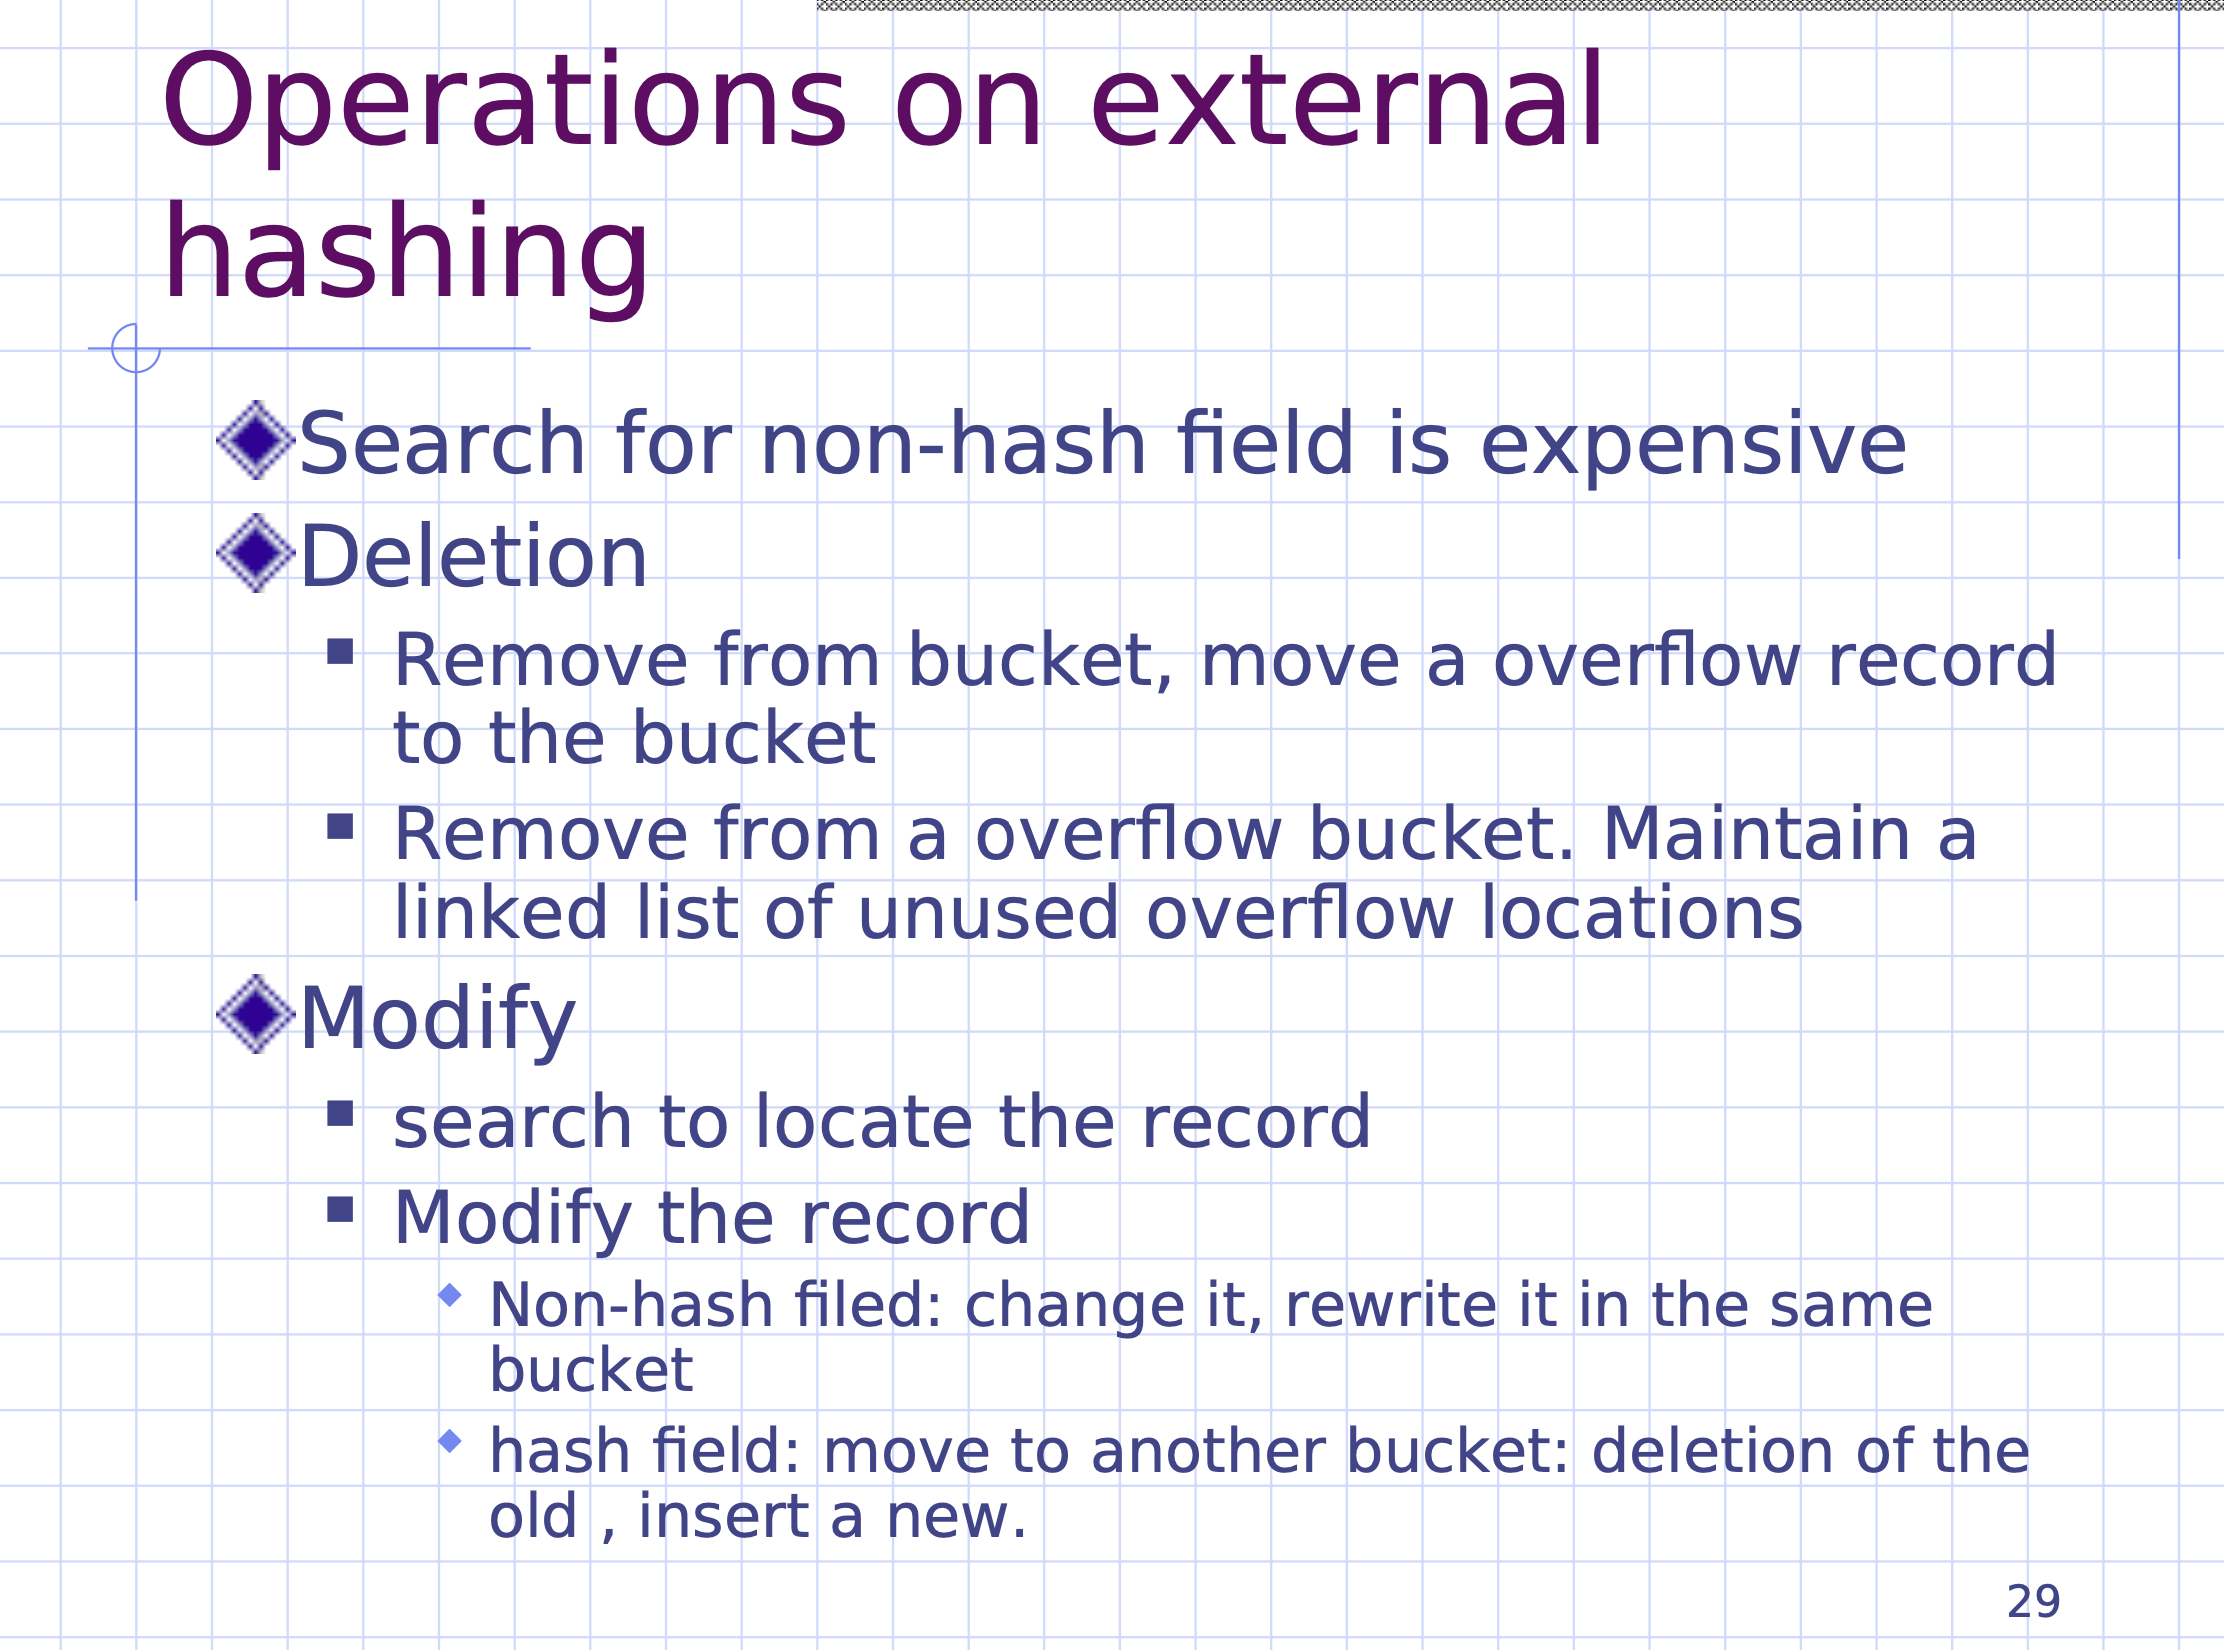 Operations on external
hashing
Search for non-hash field is expensive
Deletion
Remove from bucket, move a overflow record
to the bucket
Remove from a overflow bucket. Maintain a
linked list of unused overflow locations
Modify
search to locate the record
Modify the record
Non-hash filed: change it, rewrite it in the same
bucket
hash field: move to another bucket: deletion of the
old , insert a new.
29